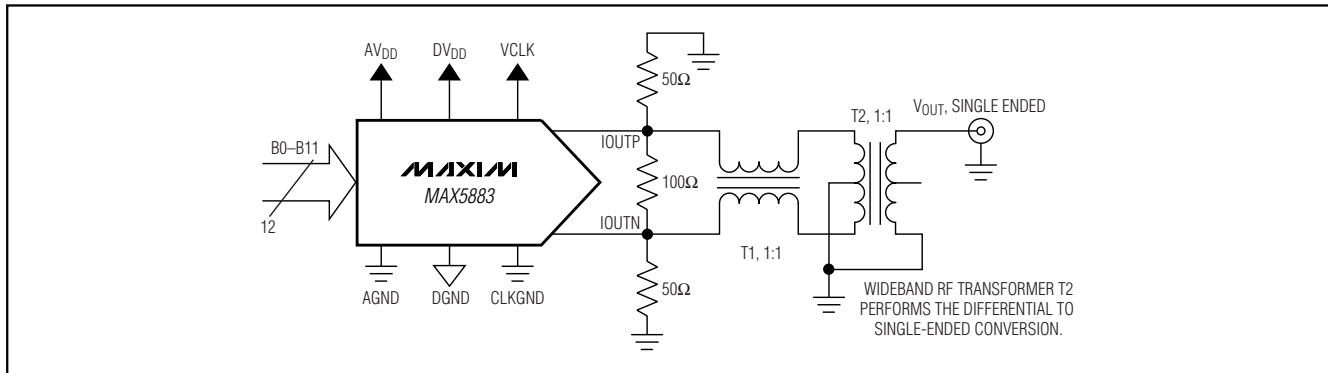 AVDD DVDD VCLK
50Ω
VOUT, SINGLE ENDED
T2, 1:1
B0–B11
IOUTP
MAXIM
MAX5883
100Ω
12
IOUTN
T1, 1:1
AGND DGND CLKGND
50Ω
WIDEBAND RF TRANSFORMER T2
PERFORMS THE DIFFERENTIAL TO
SINGLE-ENDED CONVERSION.